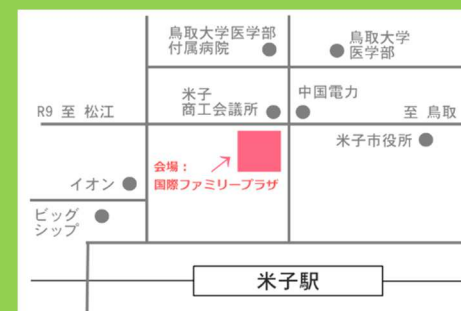 鳥取大学医学部
付属病院
鳥取大学
医学部
米子
商工会議所
中国電力
R9 至 松江
至 鳥取
米子市役所
会場：
国際ファミリープラザ
イオン
ビッグ
シップ
米子駅